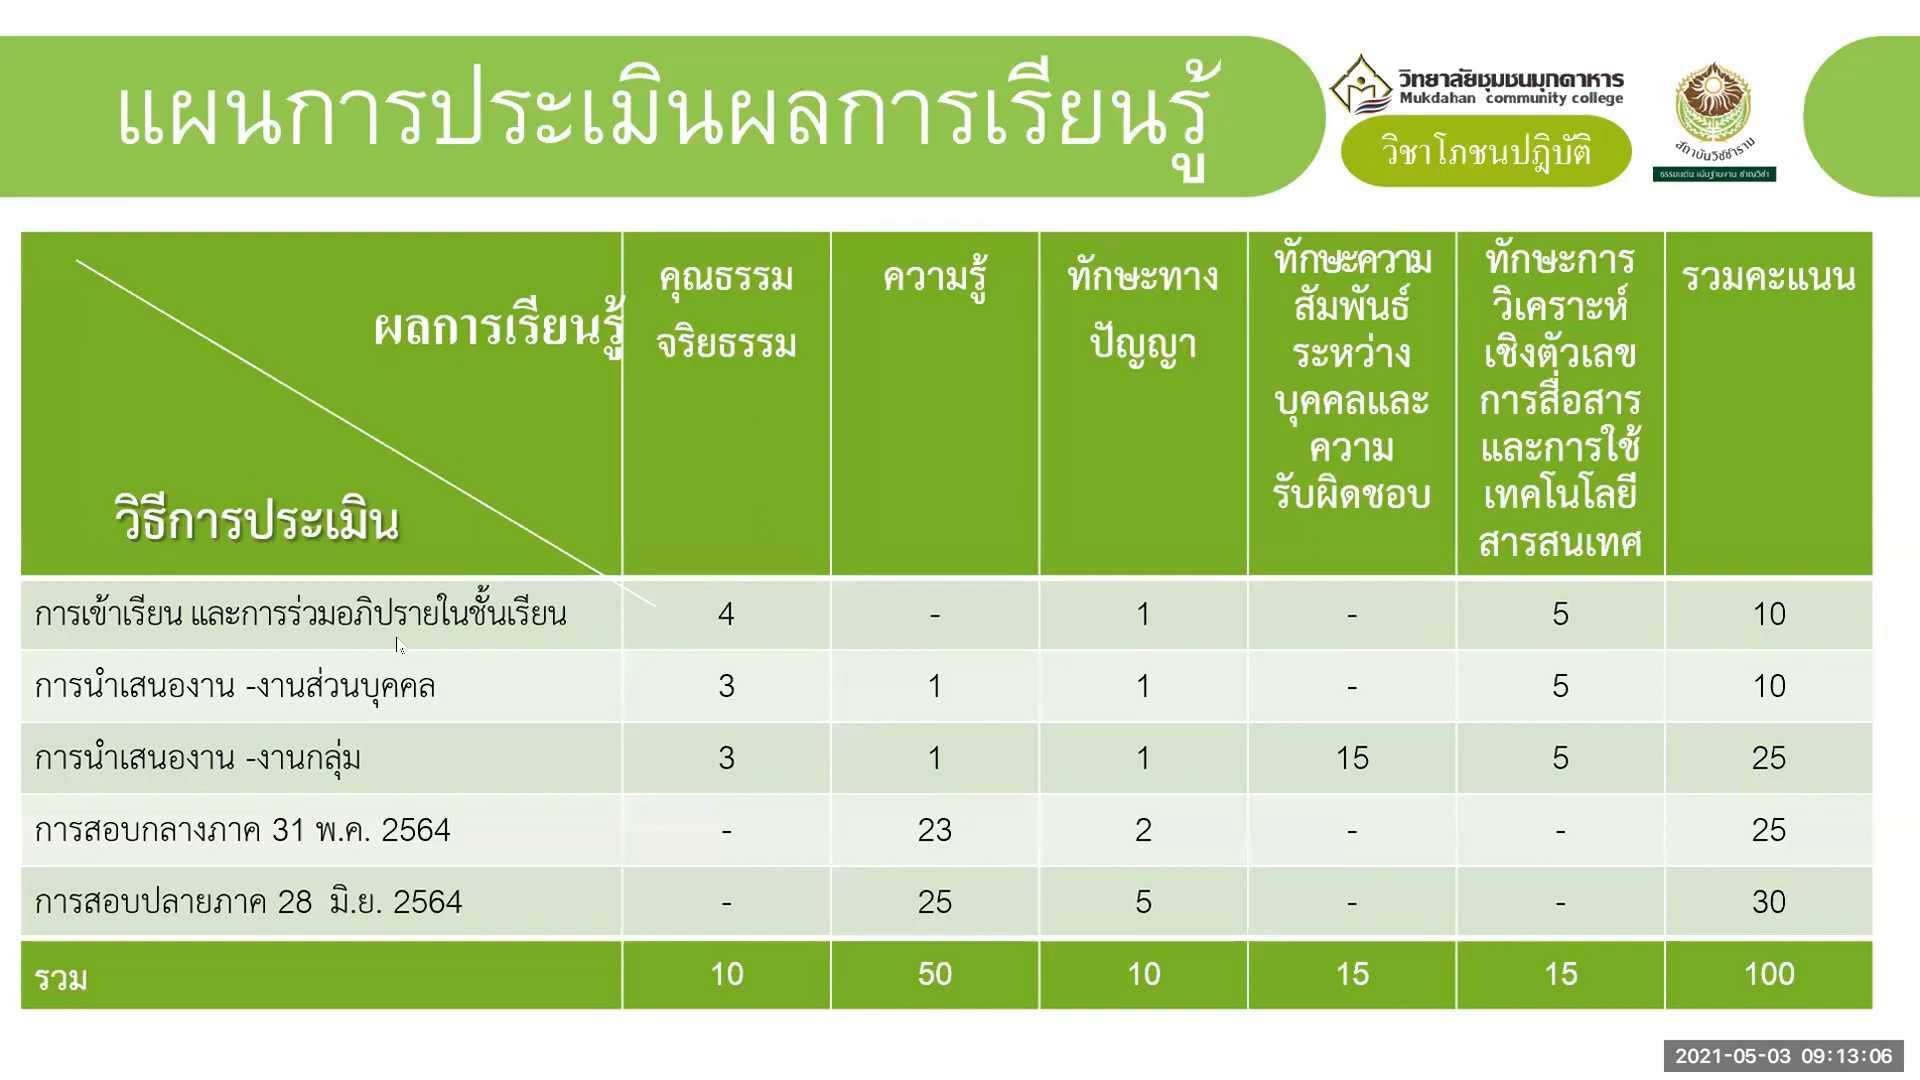 แผนการประเมินผลการเรียนรู้
วิทยาลัยชุมชนมุกดาหาร
Mukdahan community college
วิชาโภชนปฏิบัติ
สถาบันวิชชาราม
ผลการเรียนรู้
วิธีการประเมิน
คุณธรรม
จริยธรรม
ความรู้
ทักษะทาง
ปัญญา
ทักษะความ
สัมพันธ์
ระหว่าง
บุคคลและ
ความ
รับผิดชอบ
ทักษะการ
วิเคราะห์
เชิงตัวเลข
การสื่อสาร
และการใช้
เทคโนโลยี
สารสนเทศ
รวมคะแนน
การเข้าเรียน และการร่วมอภิปรายในชั้นเรียน 4 - 1 - 5 10
การนำเสนองาน -งานส่วนบุคคล 3 1 1 - 5 10
การนำเสนองาน -งานกลุ่ม 3 1 1 15 5 25
การสอบกลางภาค 31 พ.ค. 2564 - 23 2 - - 25
การสอบปลายภาค 28 มิ.ย. 2564 - 25 5 - - 30
รวม 10 50 10 15 15 100
2021-05-03 09:13:06